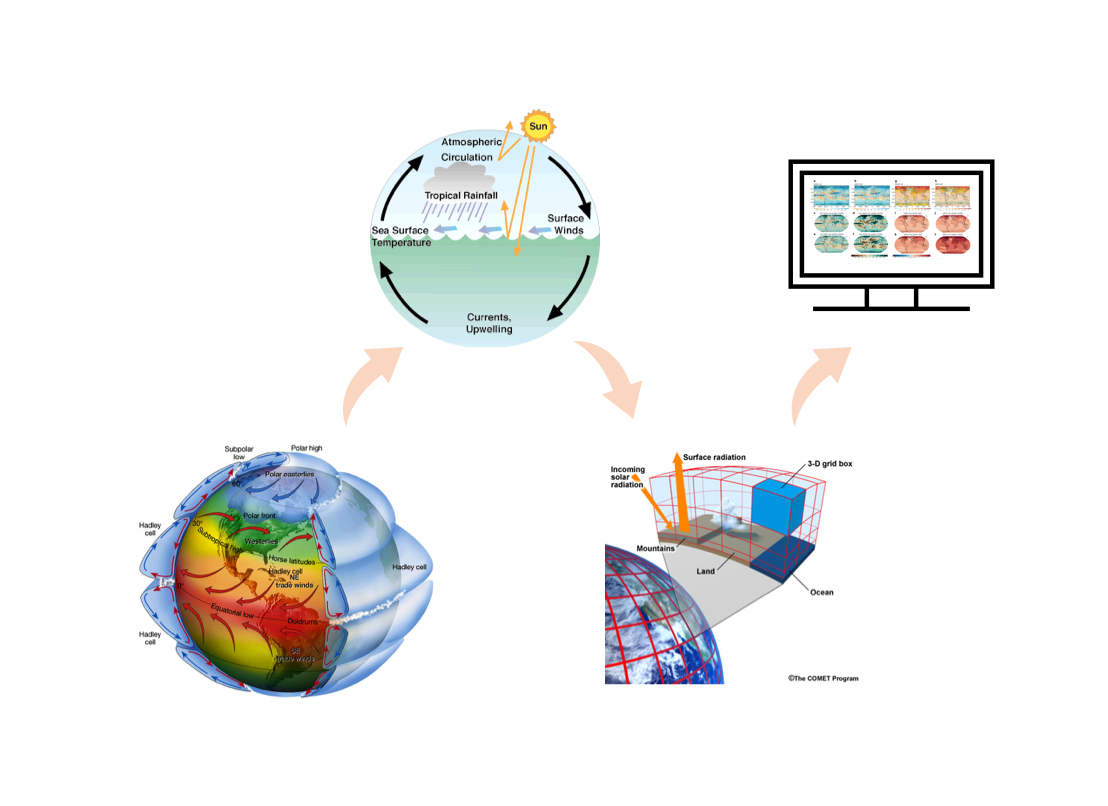 Sun
Atmospheric
Circulation
Tropical Rainfall
Surface
Winds
Sea Surface
Temperature
Currents,
Upwelling
Subpolar
low
Polar high
Polar easterlies
60°
Polar front
30°
Westerlies
Subtropical high
Horse latitudes
Hadley
cell
Hadley cell
NE
trade winds
Hadley cell
0°
Equatorial low
Doldrums
Hadley
cell
SE
trade winds
Surface radiation
3-D grid box
Incoming
solar
radiation
Mountains
Land
Ocean
©The COMET Program